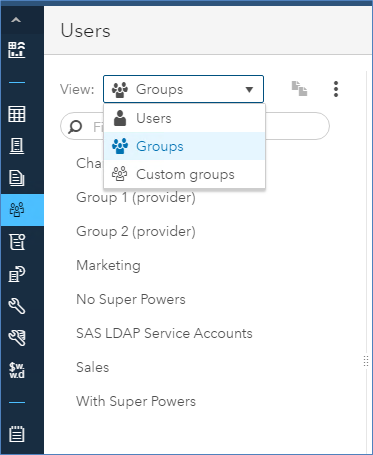 Users
View: Groups
Users
Fi
Groups
Cha
Custom groups
Group 1 (provider)
Group 2 (provider)
Marketing
No Super Powers
SAS LDAP Service Accounts
Sales
With Super Powers
$w.
w.d